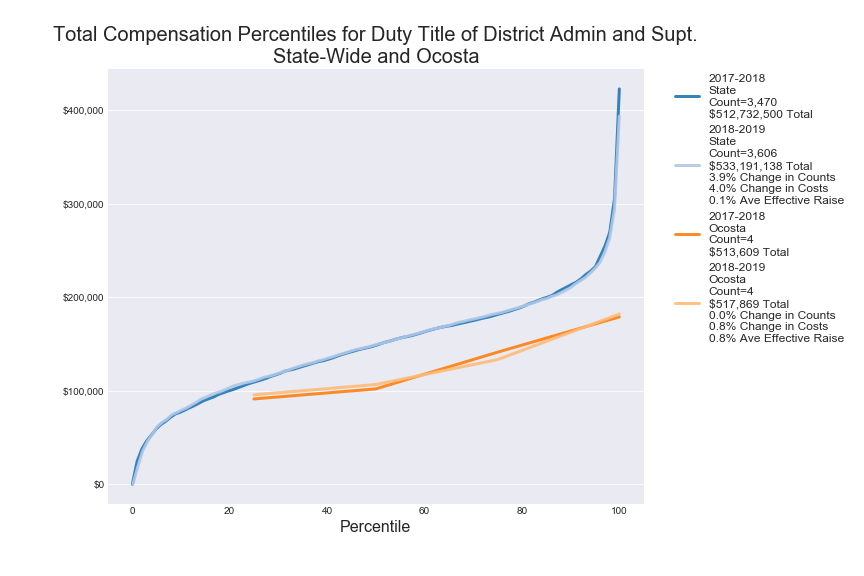 Total Compensation Percentiles for Duty Title of District Admin and Supt.
State-Wide and Ocosta
$400,000
$300,000
$200,000
$100,000
$0
0
20
40
60
80
100
Percentile
2017-2018
State
Count=3,470
$512,732,500 Total
2018-2019
State
Count=3,606
$533,191,138 Total
3.9% Change in Counts
4.0% Change in Costs
0.1% Ave Effective Raise
2017-2018
Ocosta
Count=4
$513,609 Total
2018-2019
Ocosta
Count=4
$517,869 Total
0.0% Change in Counts
0.8% Change in Costs
0.8% Ave Effective Raise